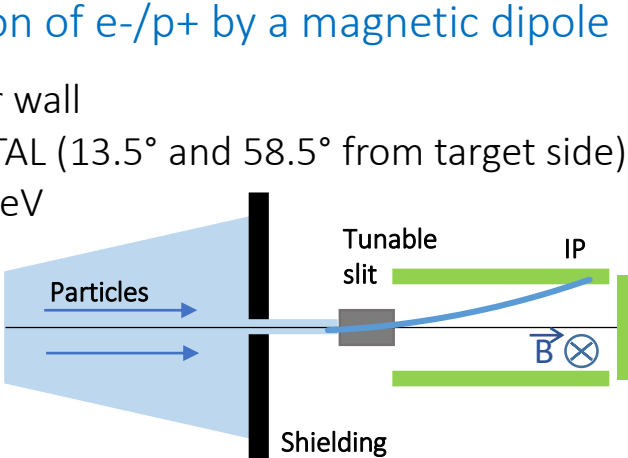 on of e-/p+ by a magnetic dipole
r wall
TAL (13.5° and 58.5° from target side)
eV
Tunable
slit
IP
Particles
B
Shielding